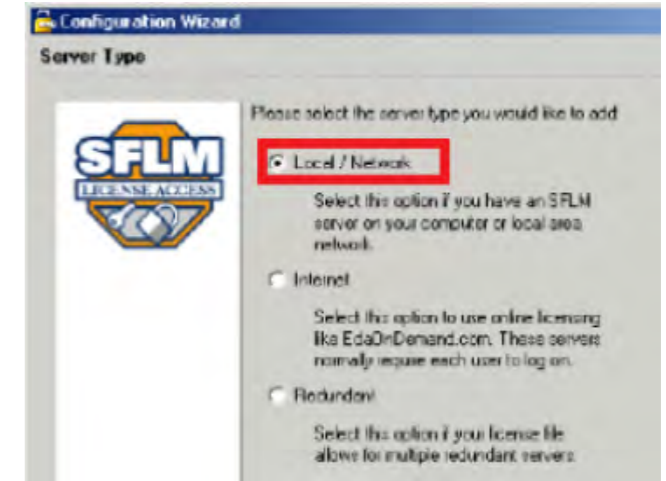 Configuration Wizard
Server Type
Please select the server type you would like to add
SFLM
LICENSE ACCESS
Local / Network
Select this option if you have an SFLM
server on your computer or local area
network.
Internet
Select this option to use online licensing
like EdaOnDemand.com. These servers
normally require each user to log on.
Redundant
Select this option if your license file
allows for multiple redundant servers